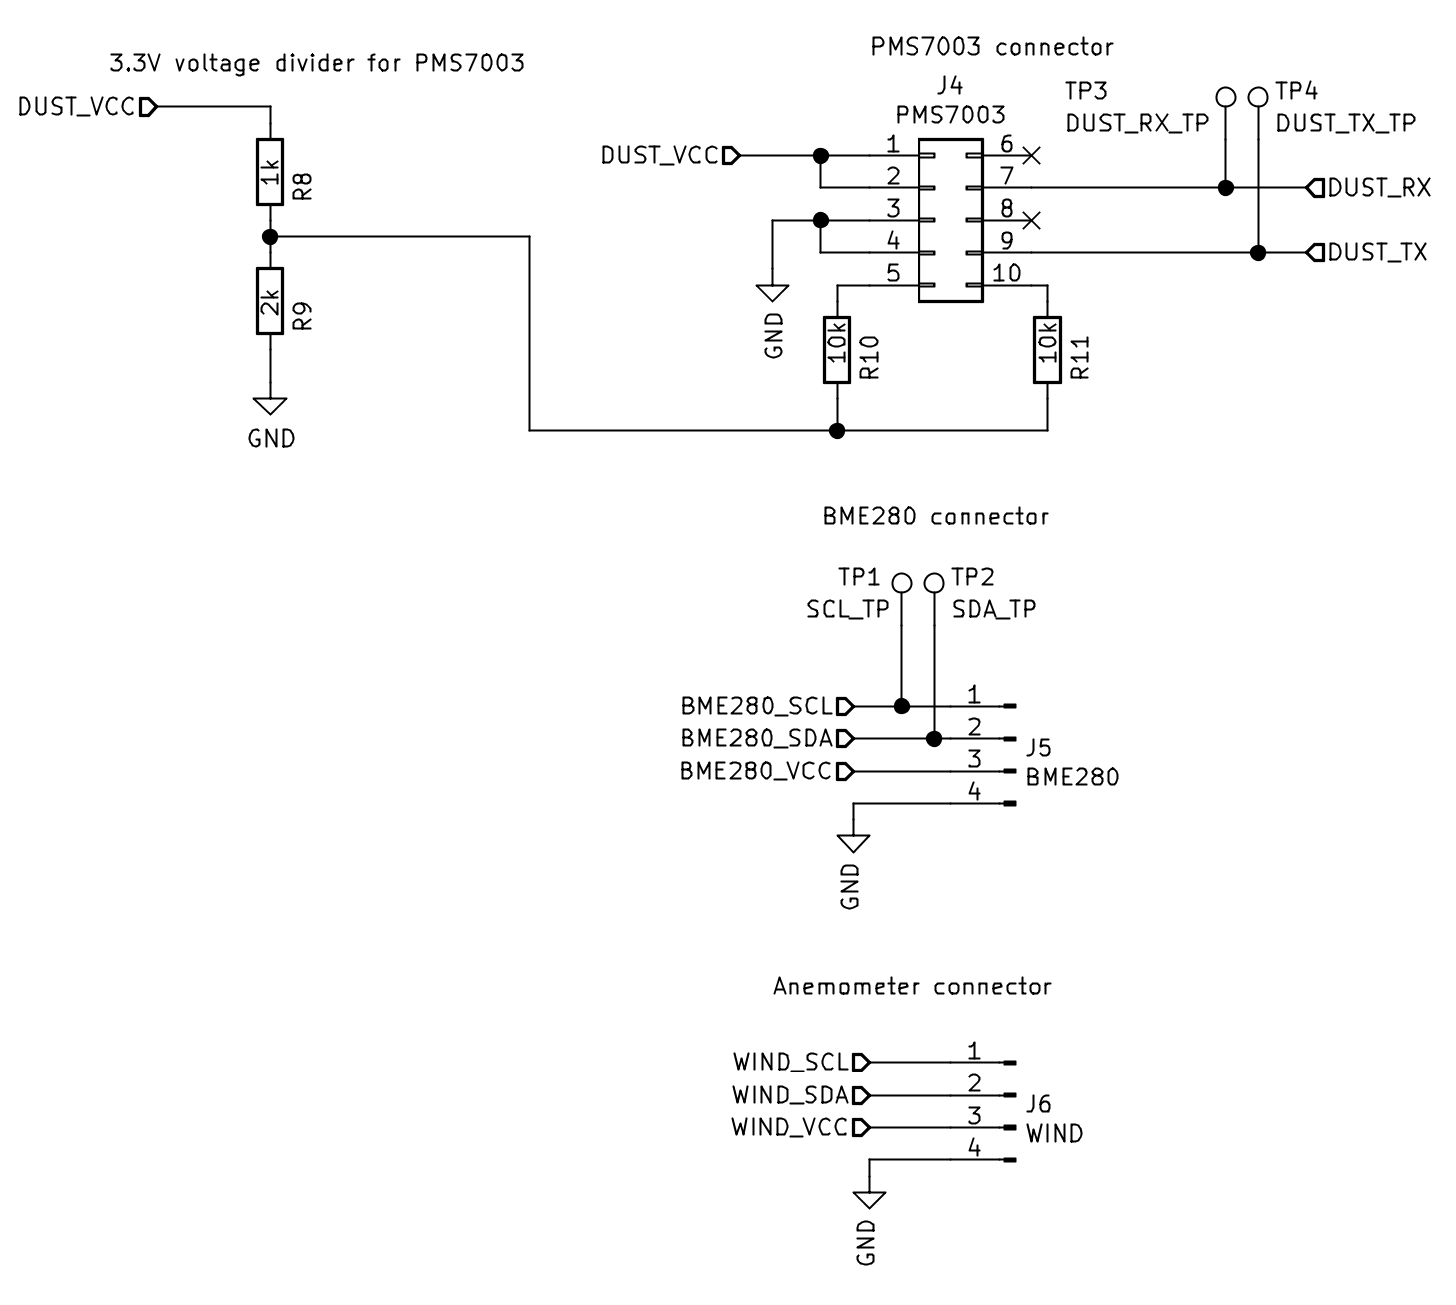 3.3V voltage divider for PMS7003
DUST_VCC
1k
R8
2k
R9
GND
PMS7003 connector
J4
PMS7003
DUST_VCC
1
2
3
4
5
6
7
8
9
10
GND
10k
R10
10k
R11
TP3
DUST_RX_TP
TP4
DUST_TX_TP
DUST_RX
DUST_TX
BME280 connector
TP1
SCL_TP
TP2
SDA_TP
BME280_SCL
BME280_SDA
BME280_VCC
1
2
3
4
J5
BME280
GND
Anemometer connector
WIND_SCL
WIND_SDA
WIND_VCC
1
2
3
4
J6
WIND
GND